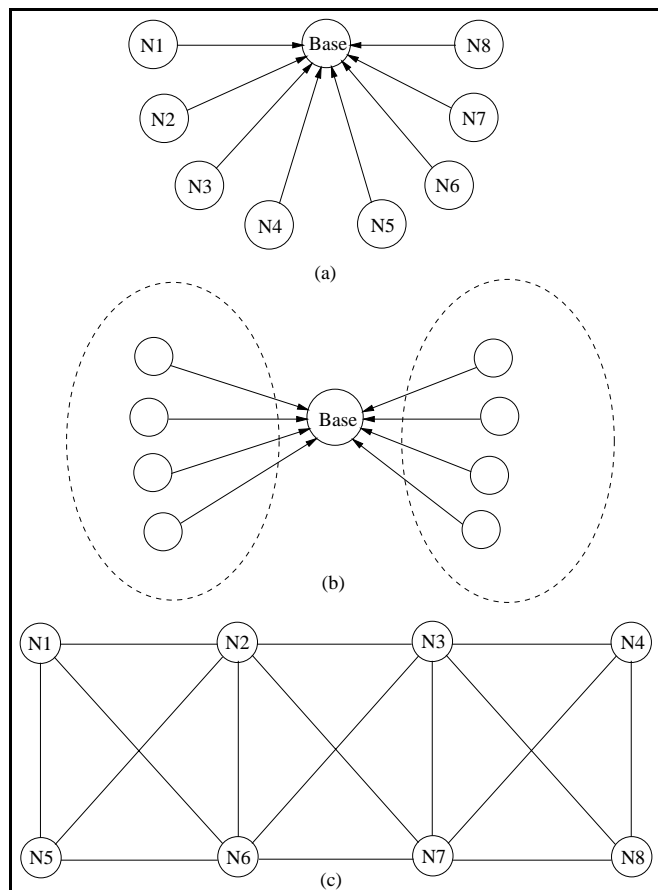 N1 Base N8
N2 N7
N3 N6
N4 N5
(a)
Base
(b)
N1 N2 N3 N4
N5 N6 N7 N8
(c)